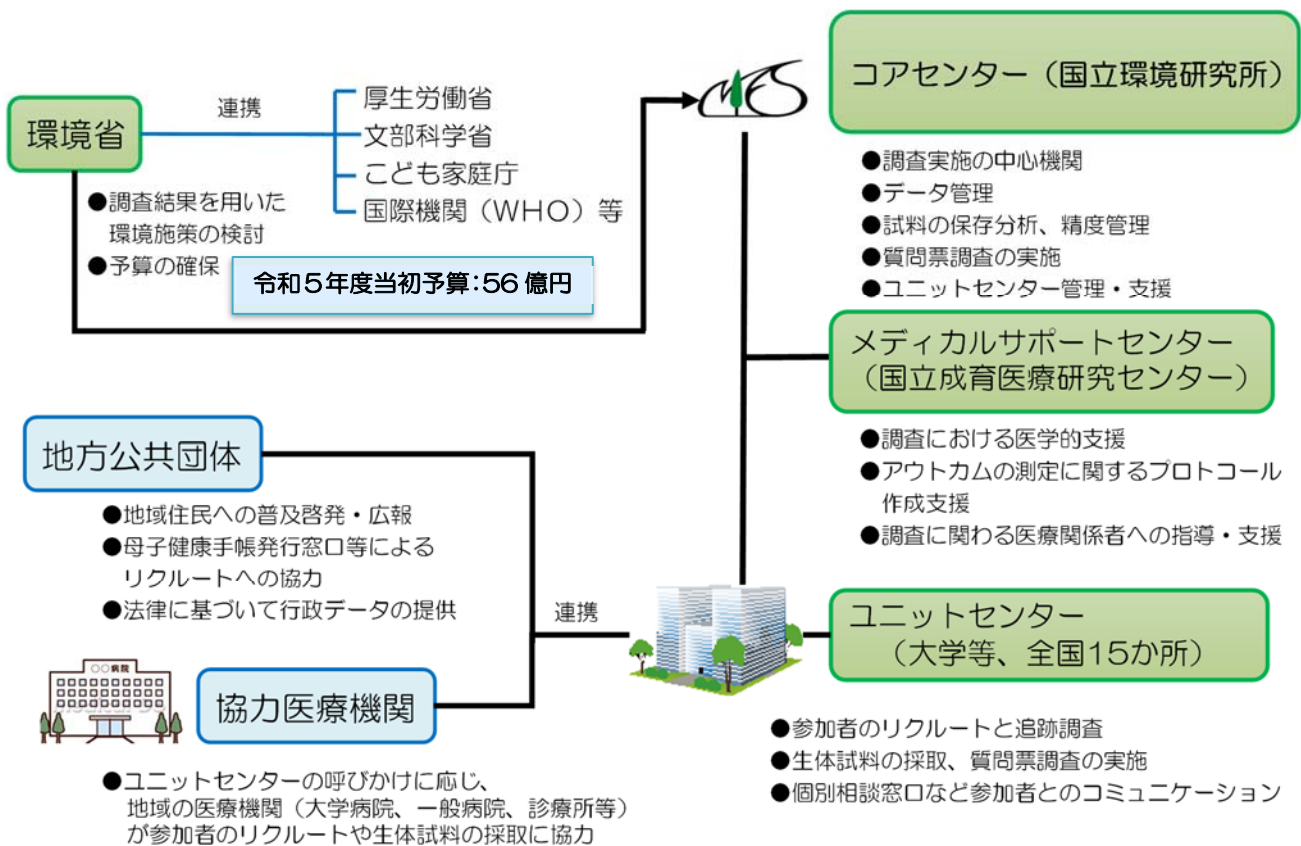 環境省
連携
厚生労働省
文部科学省
こども家庭庁
国際機関（WHO）等
●調査結果を用いた
環境施策の検討
●予算の確保
令和５年度当初予算：56 億円
コアセンター（国立環境研究所）
●調査実施の中心機関
●データ管理
●試料の保存分析、精度管理
●質問票調査の実施
●ユニットセンター管理・支援
メディカルサポートセンター
（国立成育医療研究センター）
●調査における医学的支援
●アウトカムの測定に関するプロトコール
作成支援
●調査に関わる医療関係者への指導・支援
地方公共団体
●地域住民への普及啓発・広報
●母子健康手帳発行窓口等による
リクルートへの協力
●法律に基づいて行政データの提供
連携
〇〇病院
協力医療機関
●ユニットセンターの呼びかけに応じ、
地域の医療機関（大学病院、一般病院、診療所等）
が参加者のリクルートや生体試料の採取に協力
ユニットセンター
（大学等、全国15か所）
●参加者のリクルートと追跡調査
●生体試料の採取、質問票調査の実施
●個別相談窓口など参加者とのコミュニケーション